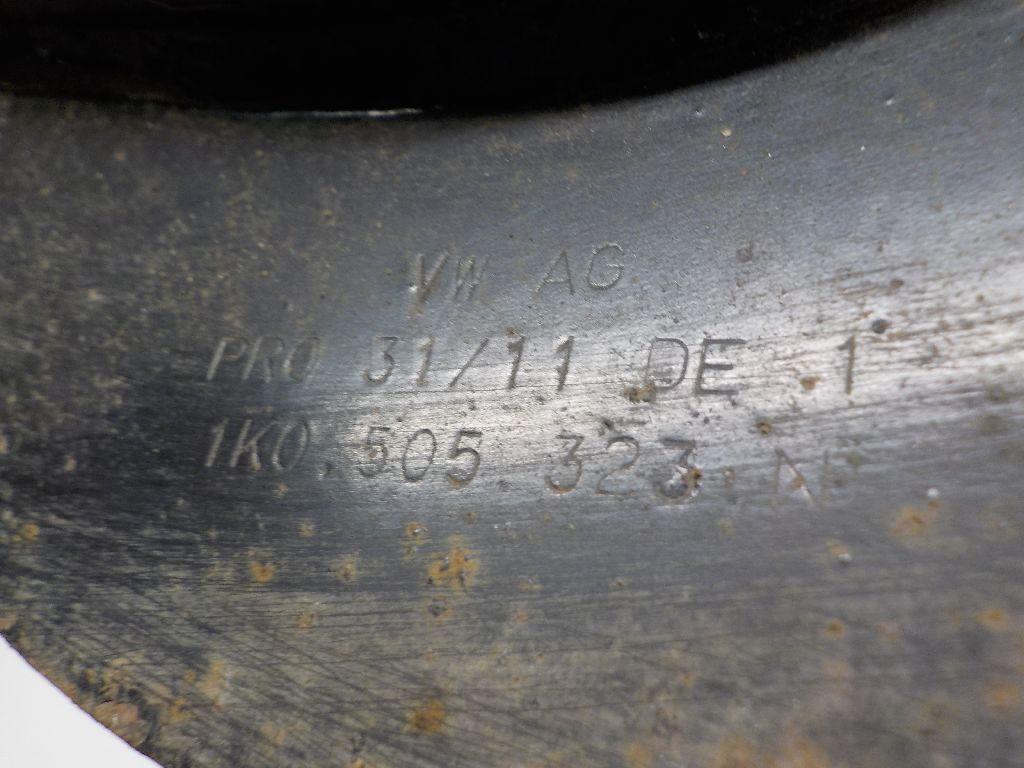 VW AG
PRO 31/11 DE 1
1K0.505 323.N